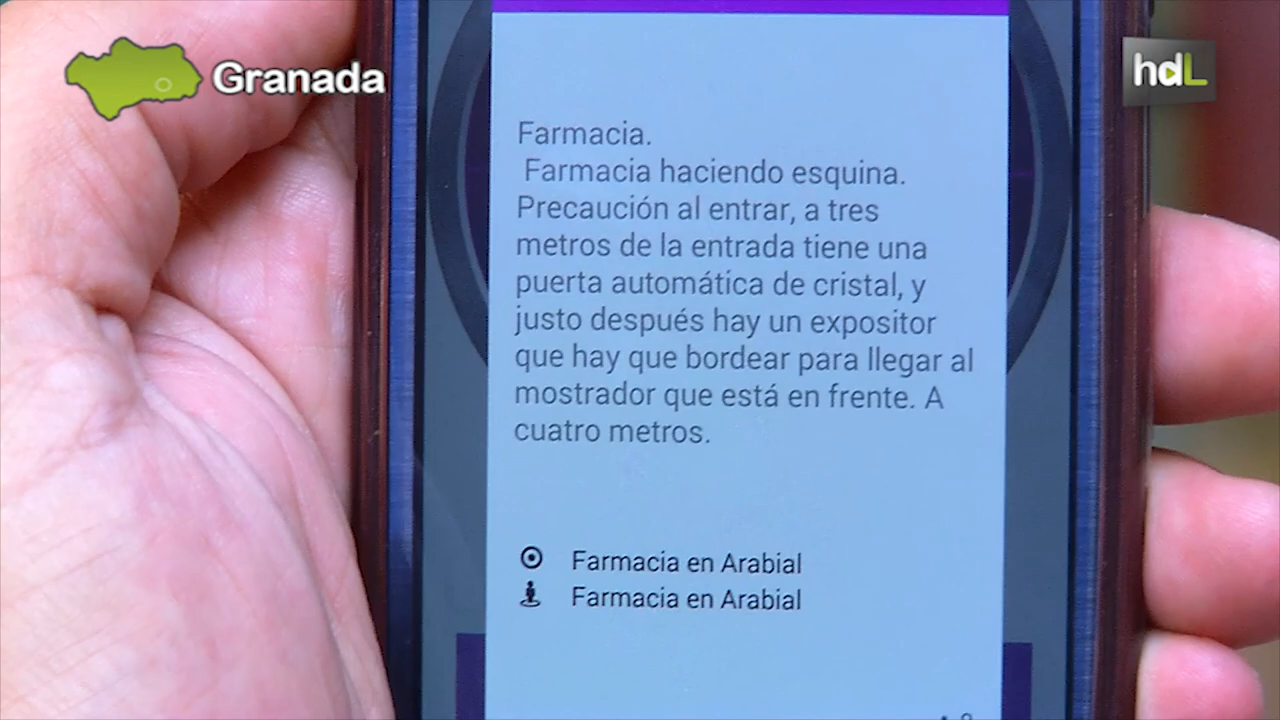 Granada
hdL
Farmacia.
Farmacia haciendo esquina.
Precaución al entrar, a tres
metros de la entrada tiene una
puerta automática de cristal, y
justo después hay un expositor
que hay que bordear para llegar al
mostrador que está en frente. A
cuatro metros.
Farmacia en Arabial
Farmacia en Arabial